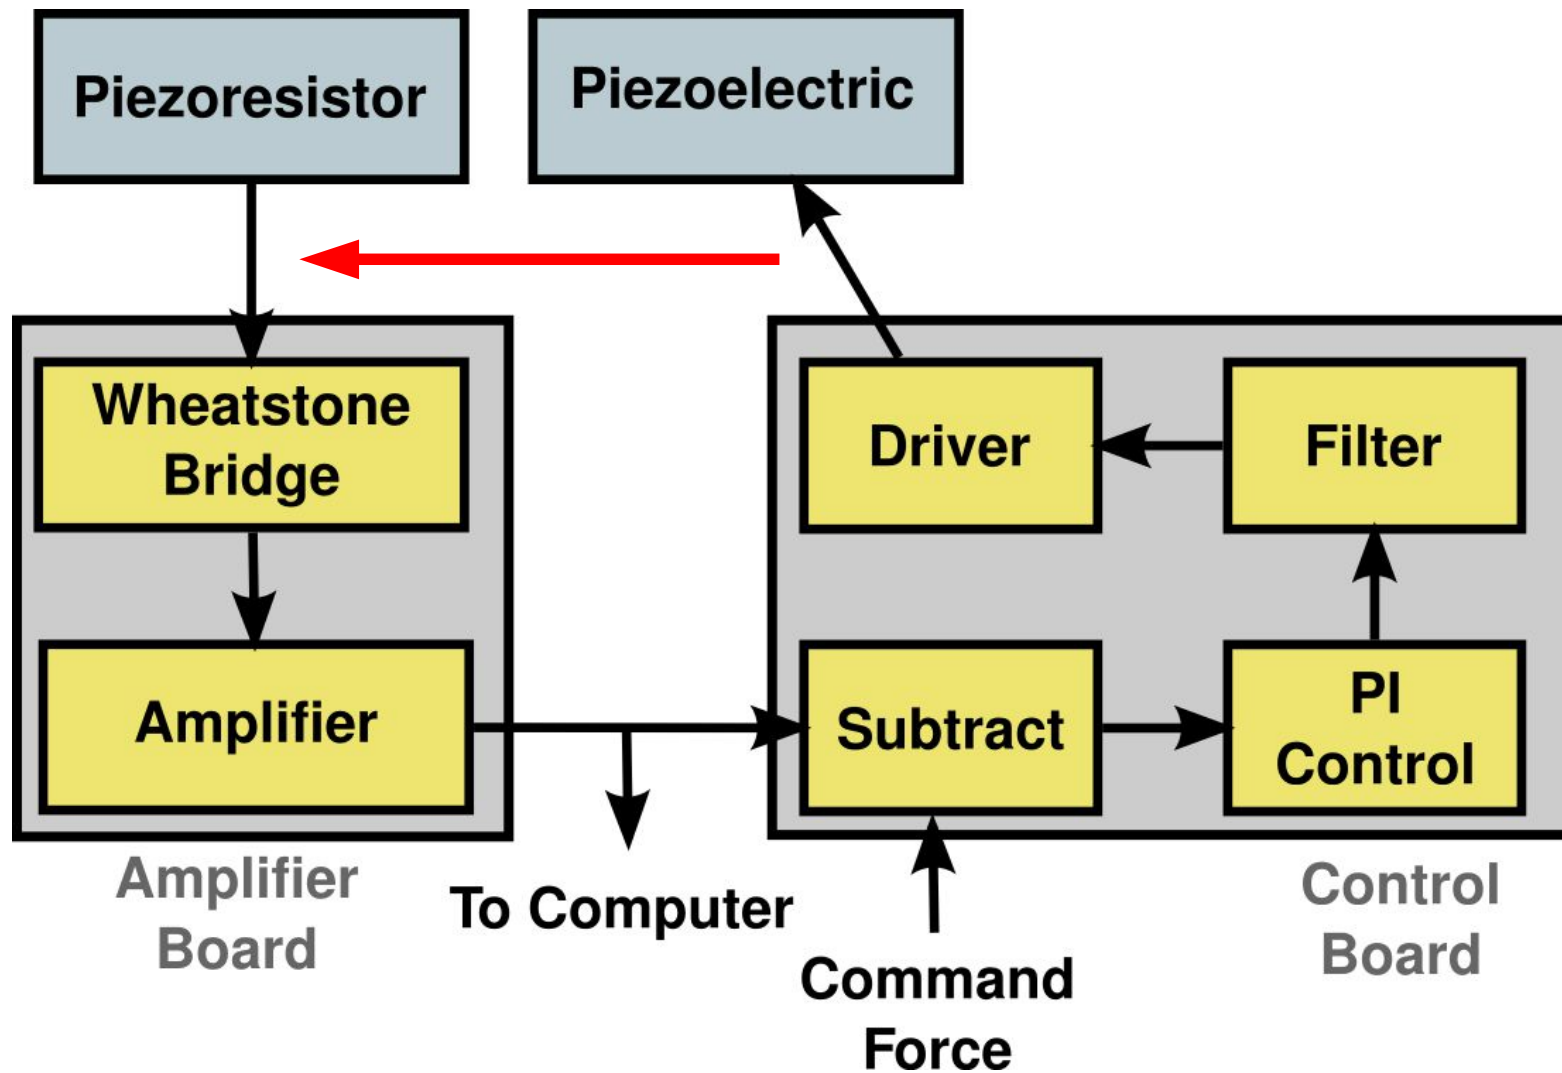 Piezoresistor
Piezoelectric
Wheatstone
Bridge
Driver
Filter
Amplifier
Subtract
PI
Control
Amplifier
Board
To Computer
Command
Force
Control
Board